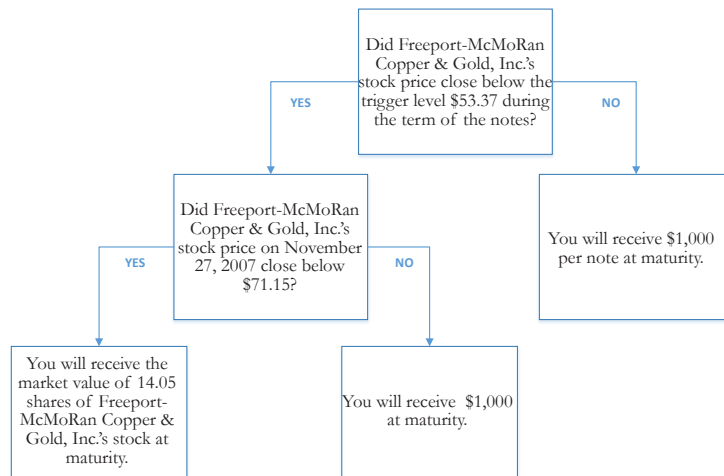 Did Freeport-McMoRan
Copper & Gold, Inc.'s
stock price close below the
trigger level $53.37 during
the term of the notes?
YES
NO
Did Freeport-McMoRan
Copper & Gold, Inc.'s
stock price on November
27, 2007 close below
$71.15?
You will receive $1,000
per note at maturity.
YES
NO
You will receive the
market value of 14.05
shares of Freeport-
McMoRan Copper &
Gold, Inc.'s stock at
maturity.
You will receive $1,000
at maturity.